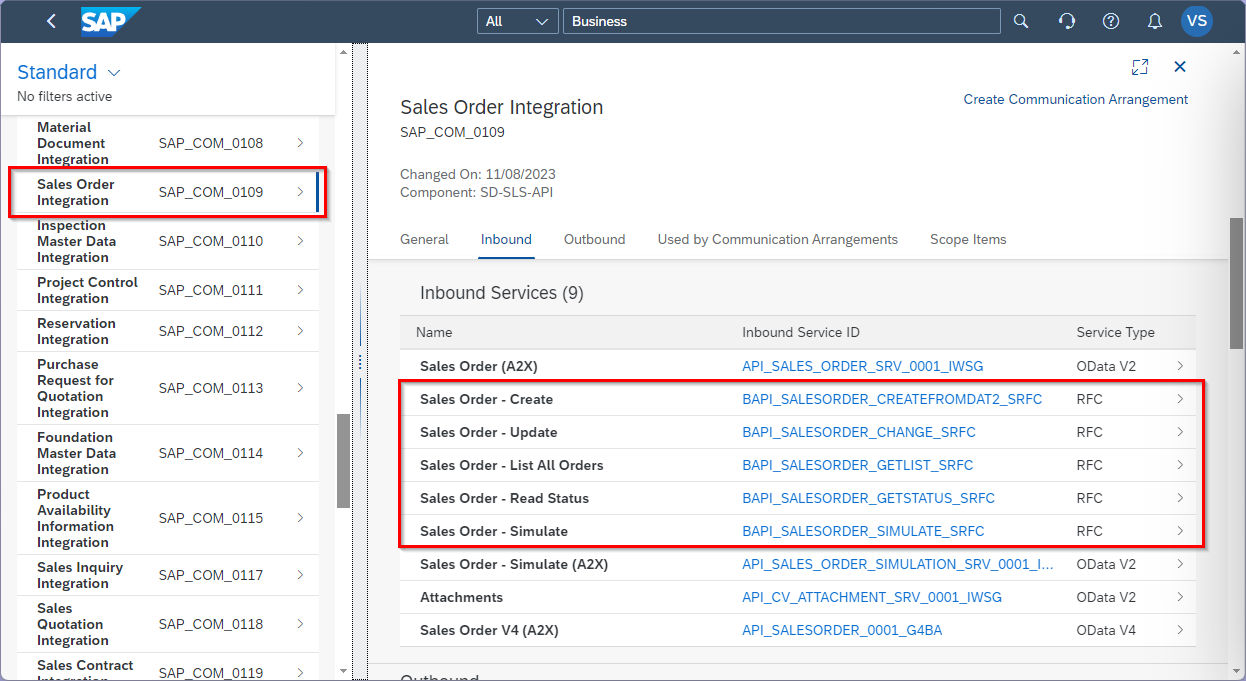 SAP
All
Business
VS
Standard
No filters active
Material
Document
Integration
SAP_COM_0108
Sales Order
Integration
SAP_COM_0109
Inspection
Master Data
Integration
SAP_COM_0110
Project Control
Integration
SAP_COM_0111
Reservation
Integration
SAP_COM_0112
Purchase
Request for
Quotation
Integration
SAP_COM_0113
Foundation
Master Data
Integration
SAP_COM_0114
Product
Availability
Information
Integration
SAP_COM_0115
Sales Inquiry
Integration
SAP_COM_0117
Sales
Quotation
Integration
SAP_COM_0118
Sales Contract
Integration
SAP_COM_0119
Create Communication Arrangement
Sales Order Integration
SAP_COM_0109
Changed On: 11/08/2023
Component: SD-SLS-API
General Inbound Outbound Used by Communication Arrangements Scope Items
Inbound Services (9)
Name Inbound Service ID Service Type
Sales Order (A2X) API_SALES_ORDER_SRV_0001_IWSG OData V2
Sales Order - Create BAPI_SALESORDER_CREATEFROMDAT2_SRFC RFC
Sales Order - Update BAPI_SALESORDER_CHANGE_SRFC RFC
Sales Order - List All Orders BAPI_SALESORDER_GETLIST_SRFC RFC
Sales Order - Read Status BAPI_SALESORDER_GETSTATUS_SRFC RFC
Sales Order - Simulate BAPI_SALESORDER_SIMULATE_SRFC RFC
Sales Order - Simulate (A2X) API_SALES_ORDER_SIMULATION_SRV_0001_I... OData V2
Attachments API_CV_ATTACHMENT_SRV_0001_IWSG OData V2
Sales Order V4 (A2X) API_SALESORDER_0001_G4BA OData V4
Outbound